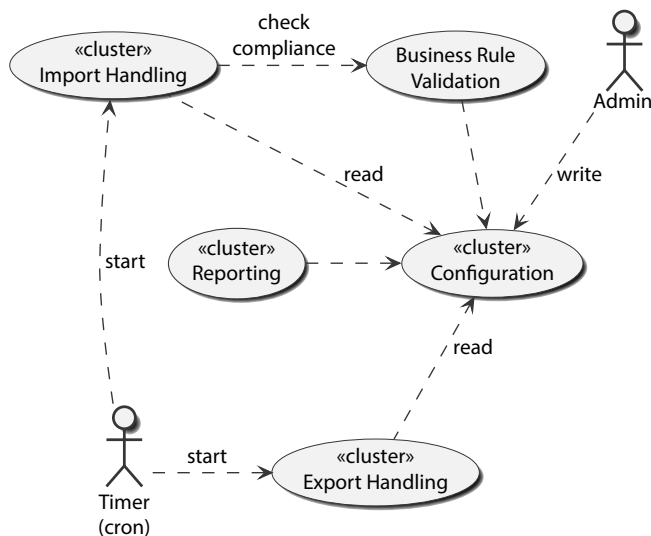 check
compliance
«cluster»
Import Handling
Business Rule
Validation
Admin
read
write
«cluster»
Reporting
«cluster»
Configuration
start
read
Timer
(cron)
start
«cluster»
Export Handling